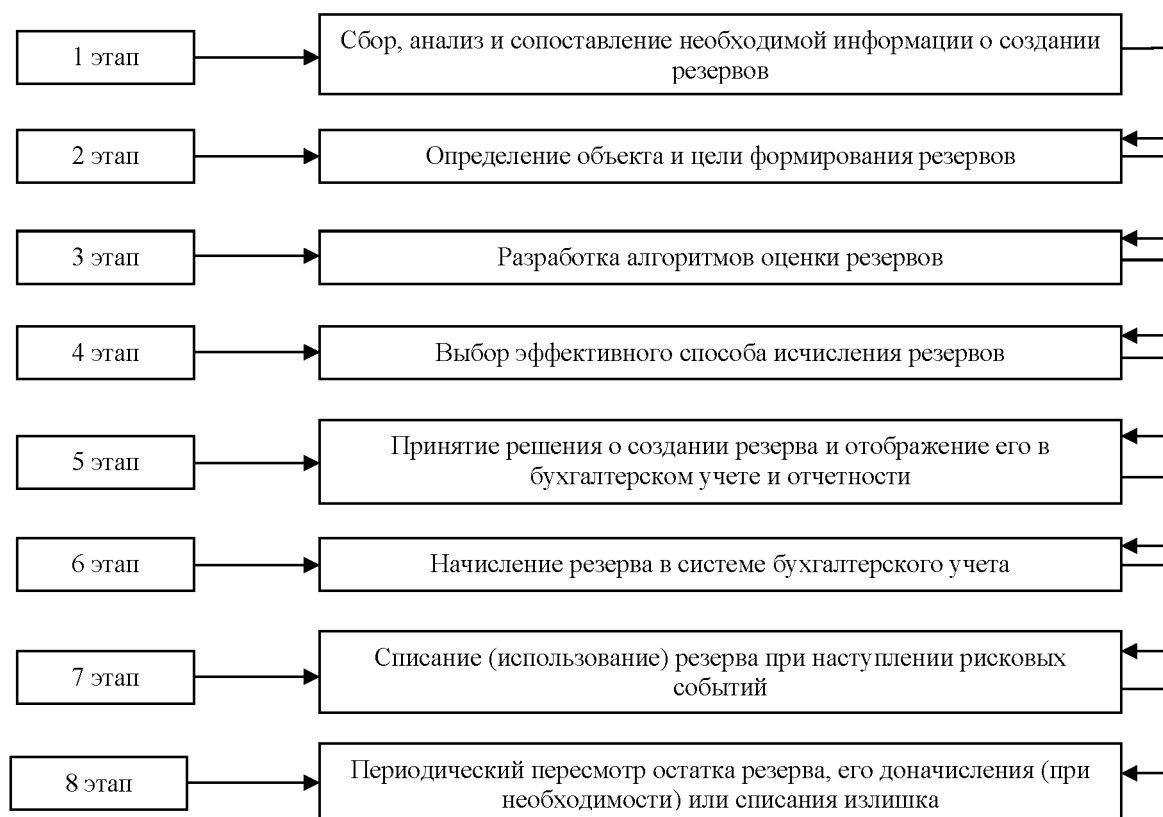 1 этап
Сбор, анализ и сопоставление необходимой информации о создании
резервов
2 этап
Определение объекта и цели формирования резервов
3 этап
Разработка алгоритмов оценки резервов
4 этап
Выбор эффективного способа исчисления резервов
5 этап
Принятие решения о создании резерва и отображение его в
бухгалтерском учете и отчетности
6 этап
Начисление резерва в системе бухгалтерского учета
7 этап
Списание (использование) резерва при наступлении рисковых
событий
8 этап
Периодический пересмотр остатка резерва, его доначисления (при
необходимости) или списания излишка